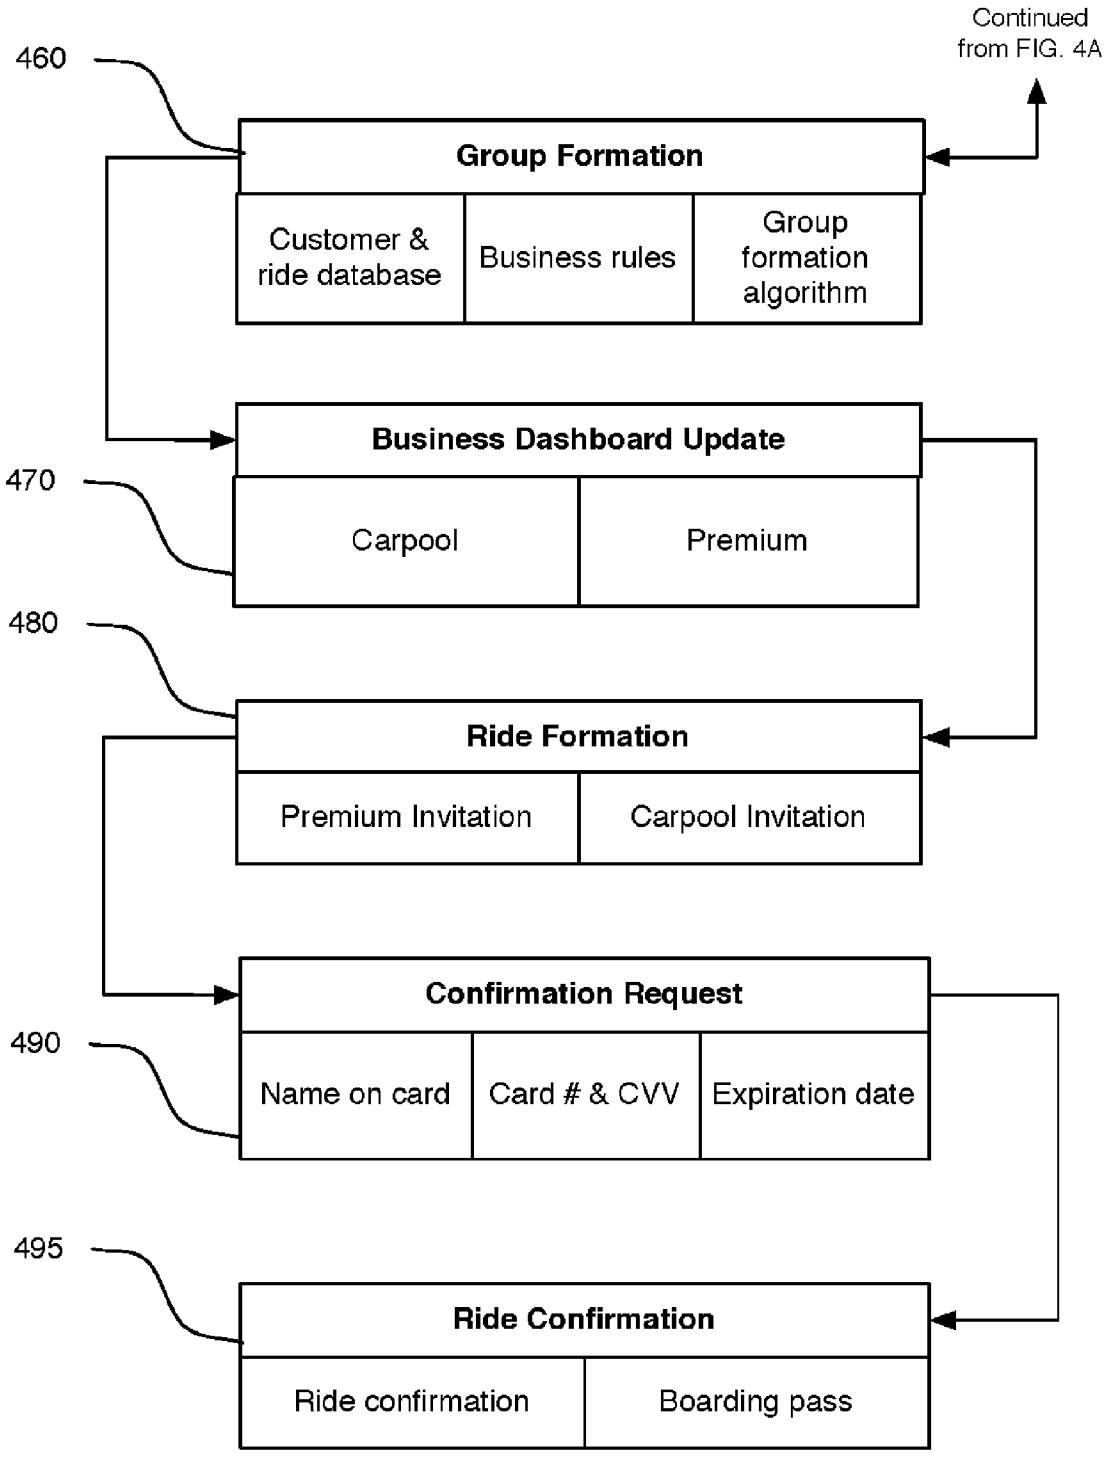 Continued
from FIG. 4A
460
Group Formation
Customer &
ride database
Business rules
Group
formation
algorithm
Business Dashboard Update
470
Carpool
Premium
480
Ride Formation
Premium Invitation
Carpool Invitation
Confirmation Request
490
Name on card
Card # & CVV
Expiration date
495
Ride Confirmation
Ride confirmation
Boarding pass